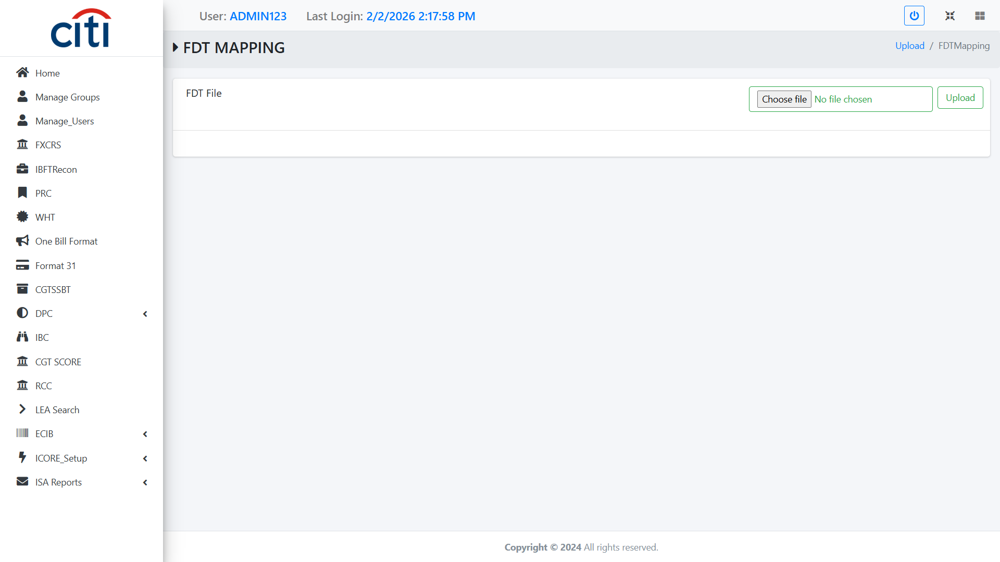 citi
User: ADMIN123 Last Login: 2/2/2026 2:17:58 PM
FDT MAPPING
Upload / FDTMapping
Home
Manage Groups
Manage_Users
FXCRS
IBFTRecon
PRC
WHT
One Bill Format
Format 31
CGTSSBT
DPC
IBC
CGT SCORE
RCC
LEA Search
ECIB
ICORE_Setup
ISA Reports
FDT File
Choose file No file chosen Upload
Copyright © 2024 All rights reserved.